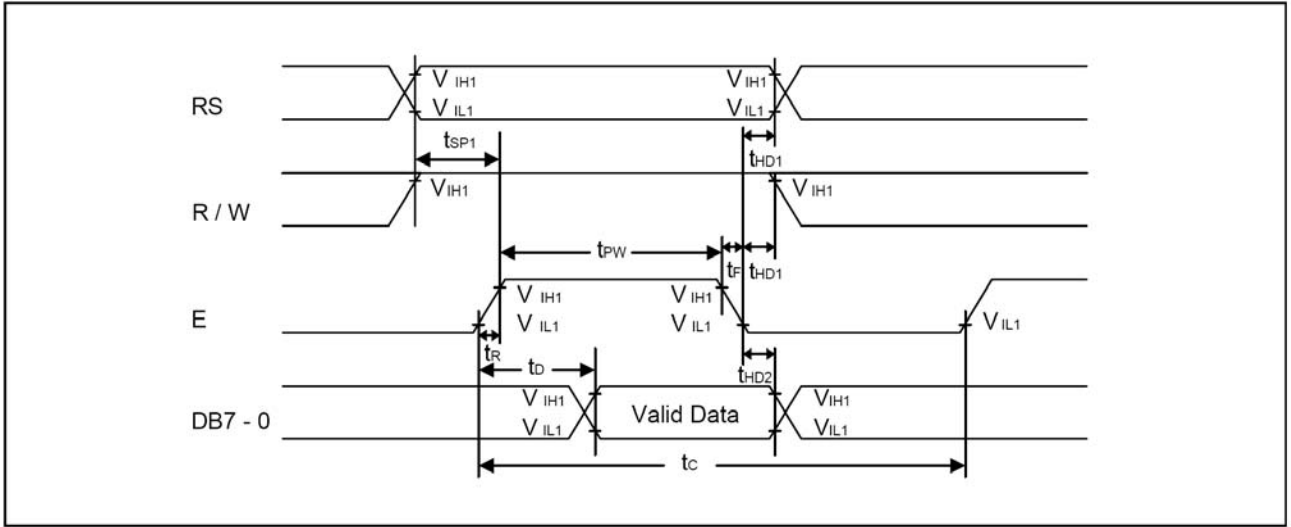 RS
V IH1
V IL1
V IH1
V IL1
tSP1
tHD1
R / W
VIH1
V IH1
tPW
tF
tHD1
E
V IH1
V IL1
V IH1
V IL1
V IL1
tR
tD
tHD2
DB7 - 0
V IH1
V IL1
Valid Data
VIH1
VIL1
tC